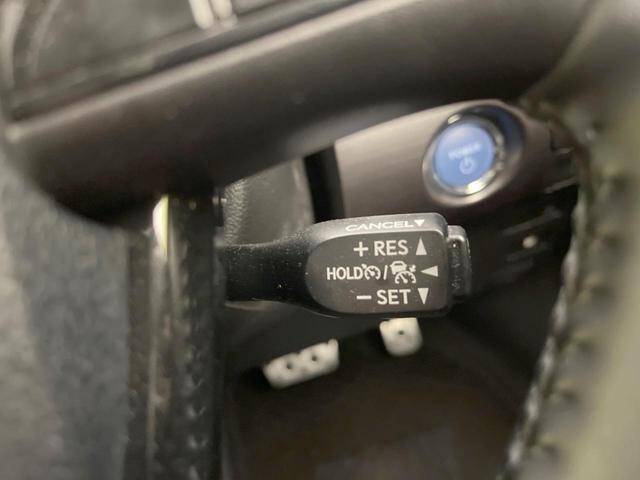 POWER
CANCEL▼
+ RES ▲
HOLD / ◀
− SET ▼